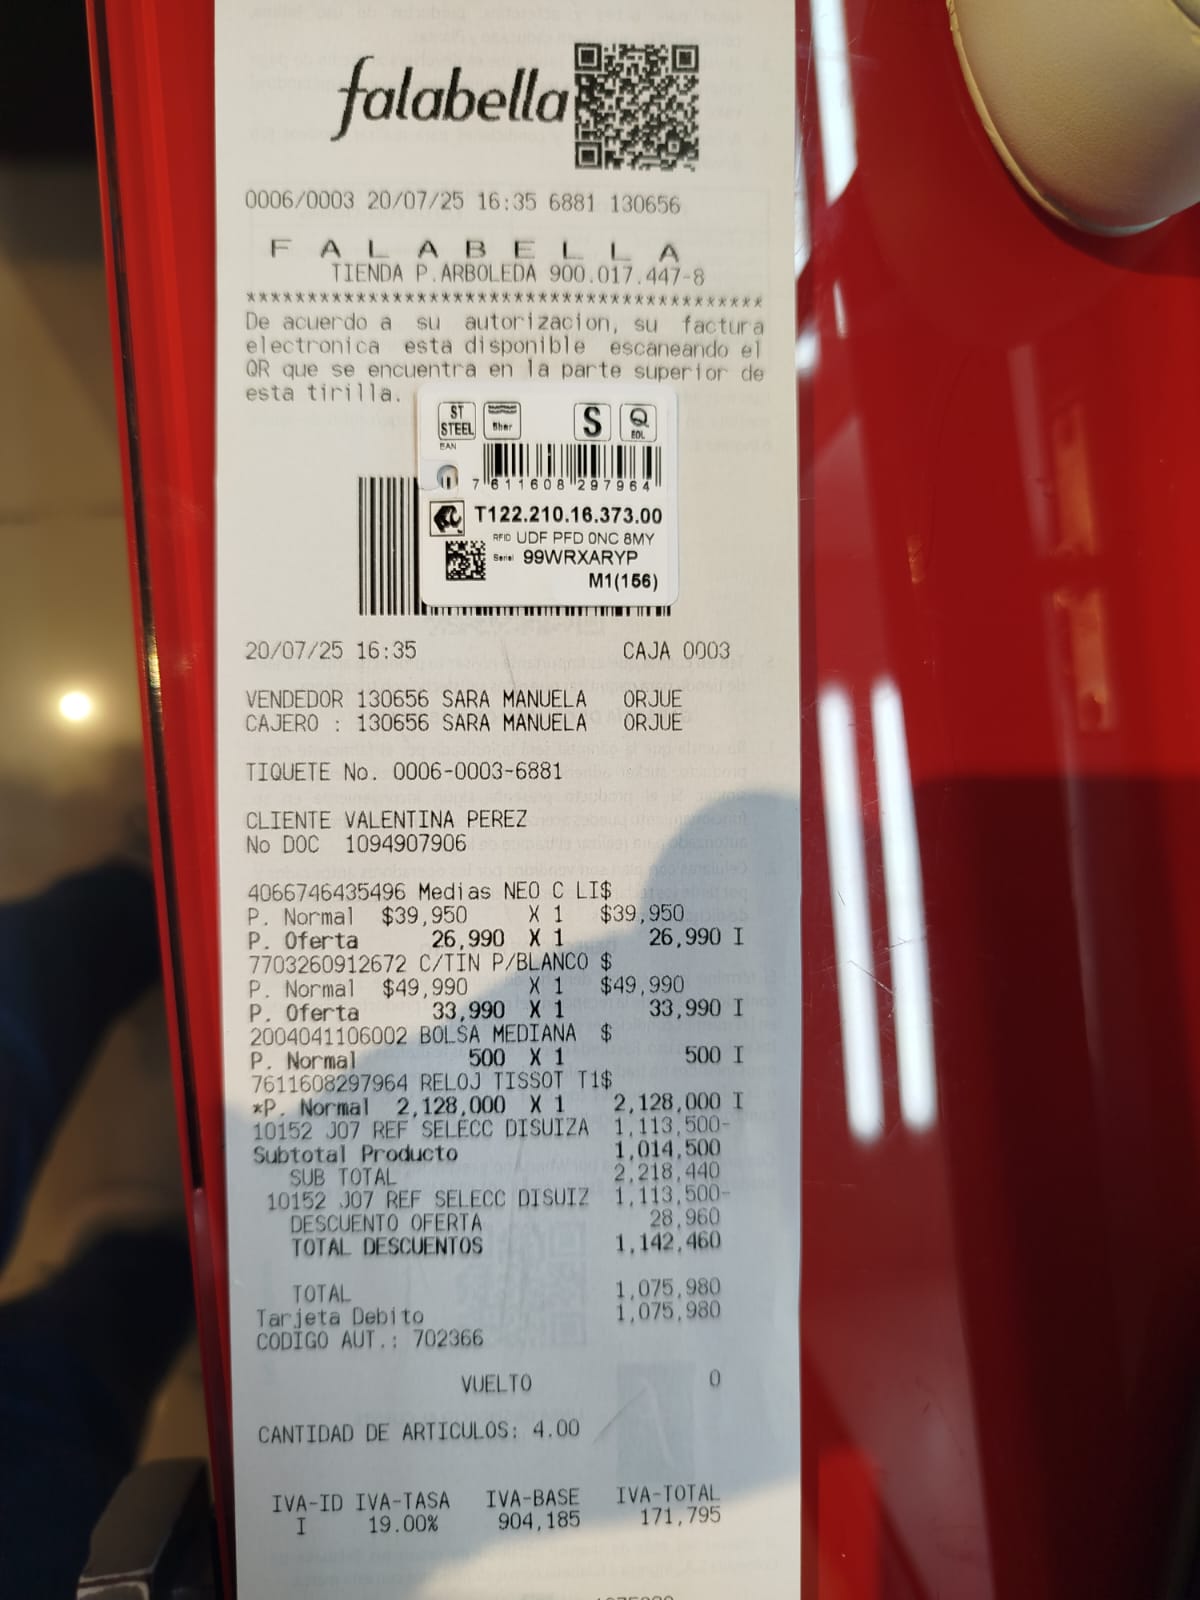 falabella
0006/0003 20/07/25 16:35 6881 130656
F A L A B E L L A
TIENDA P.ARBOLEDA 900.017.447-8
******************************************
De acuerdo a su autorizacion, su factura
electronica esta disponible escaneando el
QR que se encuentra en la parte superior de
esta tirilla.
ST STEEL 5bar S Q EOL
EAN
7 611608 297964
T122.210.16.373.00
RFID UDF PFD 0NC 8MY
Serial 99WRXARYP
M1(156)
20/07/25 16:35 CAJA 0003
VENDEDOR 130656 SARA MANUELA ORJUE
CAJERO : 130656 SARA MANUELA ORJUE
TIQUETE No. 0006-0003-6881
CLIENTE VALENTINA PEREZ
No DOC 1094907906
4066746435496 Medias NEO C LI$
P. Normal $39,950 X 1 $39,950
P. Oferta 26,990 X 1 26,990 I
7703260912672 C/TIN P/BLANCO $
P. Normal $49,990 X 1 $49,990
P. Oferta 33,990 X 1 33,990 I
2004041106002 BOLSA MEDIANA $
P. Normal 500 X 1 500 I
7611608297964 RELOJ TISSOT T1$
*P. Normal 2,128,000 X 1 2,128,000 I
10152 J07 REF SELECC DISUIZA 1,113,500-
Subtotal Producto 1,014,500
SUB TOTAL 2,218,440
10152 J07 REF SELECC DISUIZ 1,113,500-
DESCUENTO OFERTA 28,960
TOTAL DESCUENTOS 1,142,460
TOTAL 1,075,980
Tarjeta Debito 1,075,980
CODIGO AUT.: 702366
VUELTO 0
CANTIDAD DE ARTICULOS: 4.00
IVA-ID IVA-TASA IVA-BASE IVA-TOTAL
I 19.00% 904,185 171,795